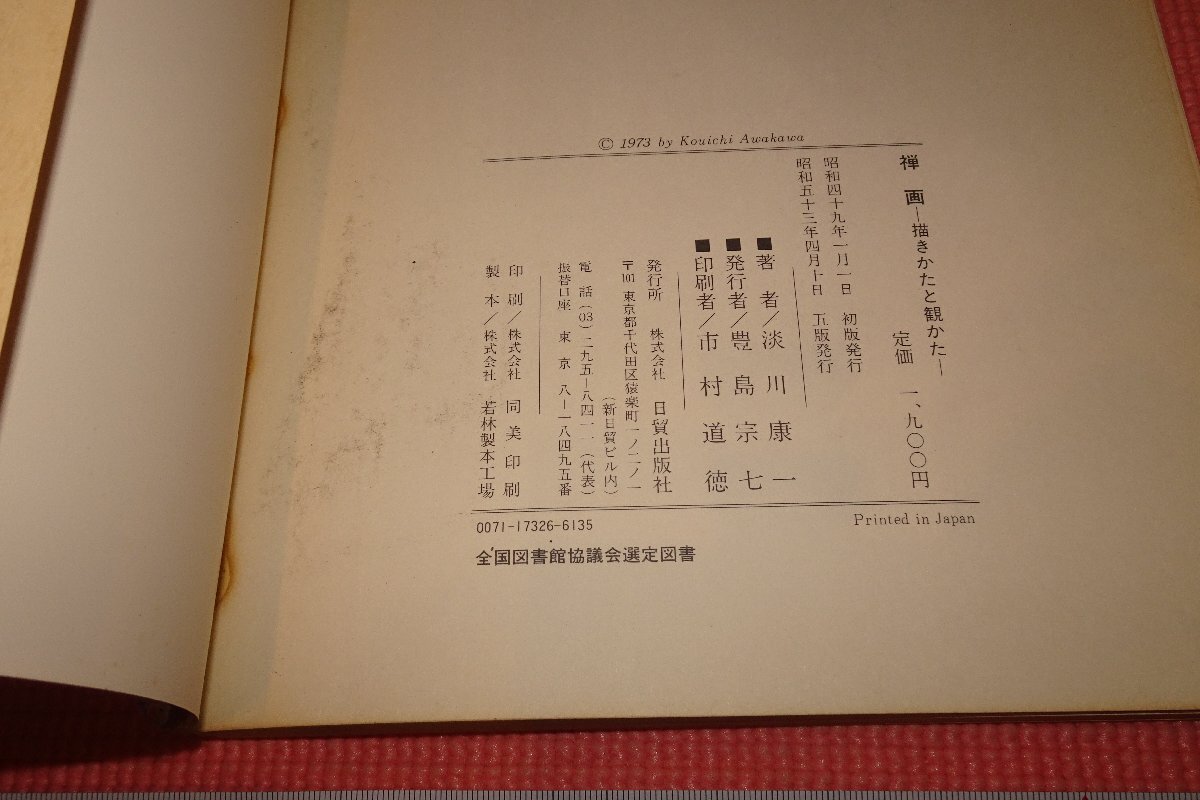 © 1973 by Kouichi Awakawa
禅 画―描きかたと観かた―
定価 一、九〇〇円
昭和四十九年一月一日 初版発行
昭和五十三年四月十日 五版発行
■著 者/淡 川 康 一
■発行者/豊 島 宗 七
■印刷者/市 村 道 徳
発行所 株式会社 日貿出版社
〒101 東京都千代田区猿楽町一ノ二ノ一
(新日貿ビル内)
電 話(03)二九五―八四一一(代表)
振替口座 東 京 八―一八四九五番
印 刷/株式会社 同 美 印 刷
製 本/株式会社 若林製本工場
0071-17326-6135
Printed in Japan
全国図書館協議会選定図書